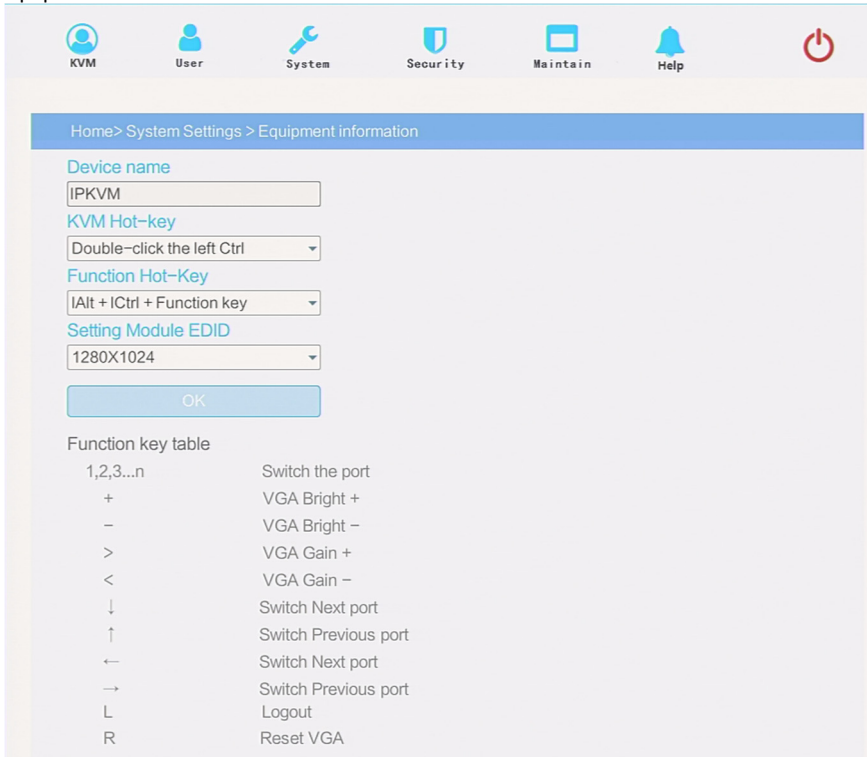 KVM User System Security Maintain Help
Home> System Settings > Equipment information
Device name
IPKVM
KVM Hot-key
Double-click the left Ctrl
Function Hot-Key
lAlt + lCtrl + Function key
Setting Module EDID
1280X1024
OK
Function key table
1,2,3...n Switch the port
+ VGA Bright +
− VGA Bright −
> VGA Gain +
< VGA Gain −
↓ Switch Next port
↑ Switch Previous port
← Switch Next port
→ Switch Previous port
L Logout
R Reset VGA